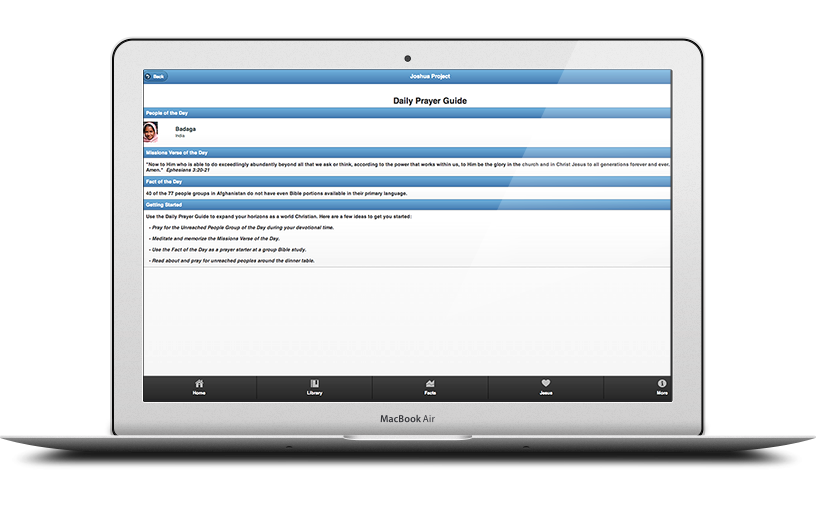 Back
Joshua Project
Daily Prayer Guide
People of the Day
Badaga
India
Missions Verse of the Day
"Now to Him who is able to do exceedingly abundantly beyond all that we ask or think, according to the power that works within us, to Him be the glory in the church and in Christ Jesus to all generations forever and ever.
Amen." Ephesians 3:20-21
Fact of the Day
40 of the 77 people groups in Afghanistan do not have even Bible portions available in their primary language.
Getting Started
Use the Daily Prayer Guide to expand your horizons as a world Christian. Here are a few ideas to get you started:
- Pray for the Unreached People Group of the Day during your devotional time.
- Meditate and memorize the Missions Verse of the Day.
- Use the Fact of the Day as a prayer starter at a group Bible study.
- Read about and pray for unreached peoples around the dinner table.
Home
Library
Facts
Jesus
More
MacBook Air